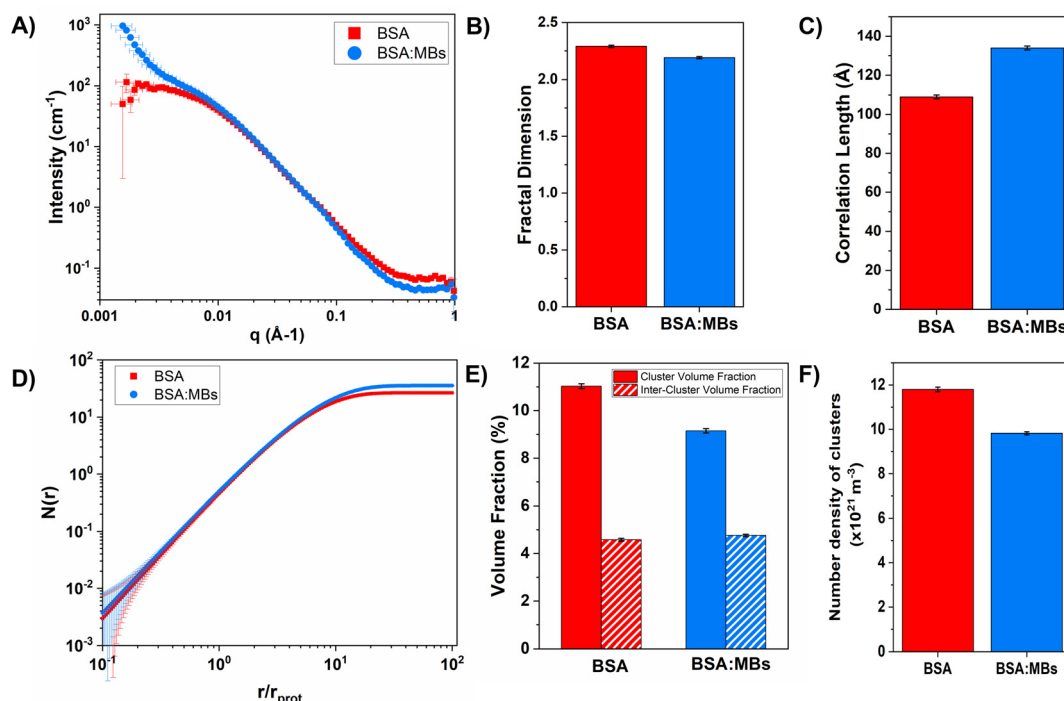 A)
10³
10²
10¹
10⁰
10⁻¹
Intensity (cm⁻¹)
BSA
BSA:MBs
0.001
0.01
0.1
1
q (Å-1)
B)
2.5
2.0
1.5
1.0
0.5
0.0
Fractal Dimension
BSA
BSA:MBs
C)
140
120
100
80
60
40
20
0
Correlation Length (Å)
BSA
BSA:MBs
D)
10²
10¹
10⁰
10⁻¹
10⁻²
10⁻³
N(r)
BSA
BSA:MBs
10⁻¹
10⁰
10¹
10²
r/rprot
E)
12
10
8
6
4
2
0
Volume Fraction (%)
Cluster Volume Fraction
Inter-Cluster Volume Fraction
BSA
BSA:MBs
F)
12
10
8
6
4
2
0
Number density of clusters
(x10²¹ m⁻³)
BSA
BSA:MBs